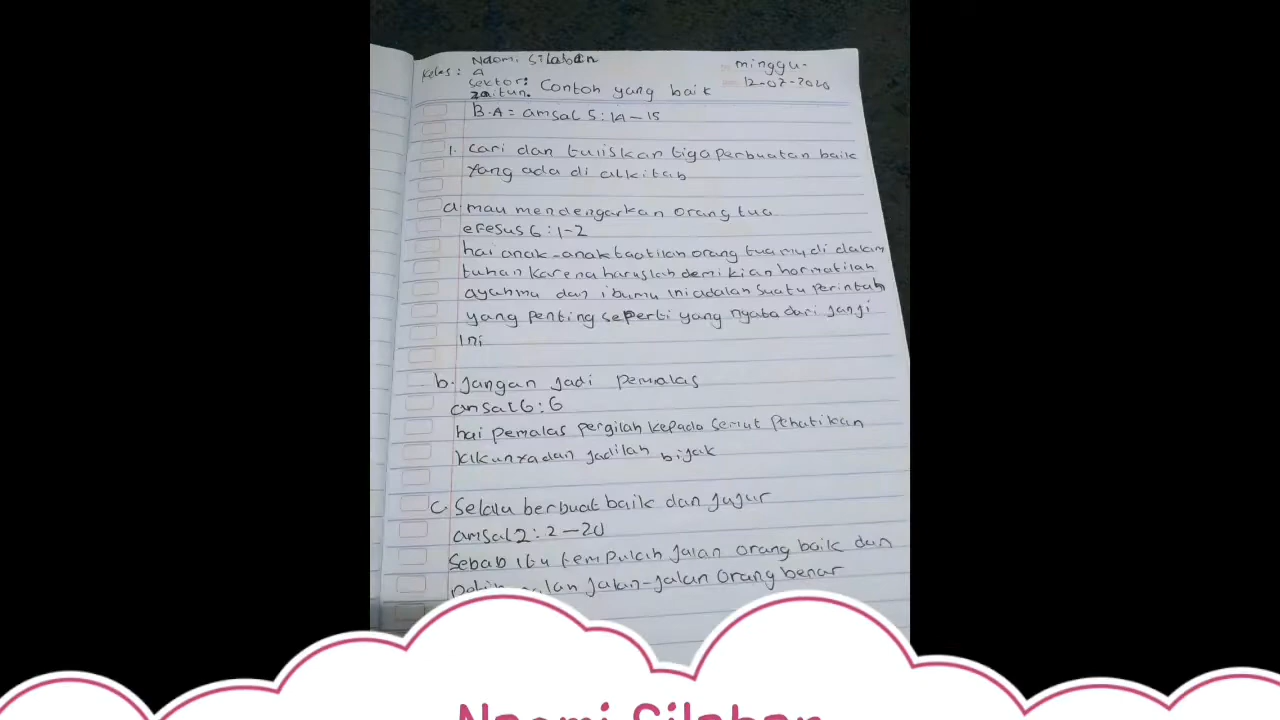 Naomi Silaban
Kelas: A
minggu-
12-07-2020
Sektor:
zaitun. Contoh yang baik
B.A = amsal 5:14-15
1. cari dan tuliskan tiga perbuatan baik
yang ada di alkitab
a. mau mendengarkan orang tua
efesus 6:1-2
hai anak-anak taatilah orang tuamu di dalam
tuhan karena haruslah demikian hormatilah
ayahmu dan ibumu ini adalah suatu perintah
yang penting seperti yang nyata dari janji
ini
b. jangan jadi pemalas
amsal 6:6
hai pemalas pergilah kepada semut pehatikan
klkunya dan jadilah bijak
c. Selalu berbuat baik dan jujur
amsal 2:2-20
Sebab itu tempulah jalan orang baik dan
jalan-jalan orang benar
Naomi Silaban